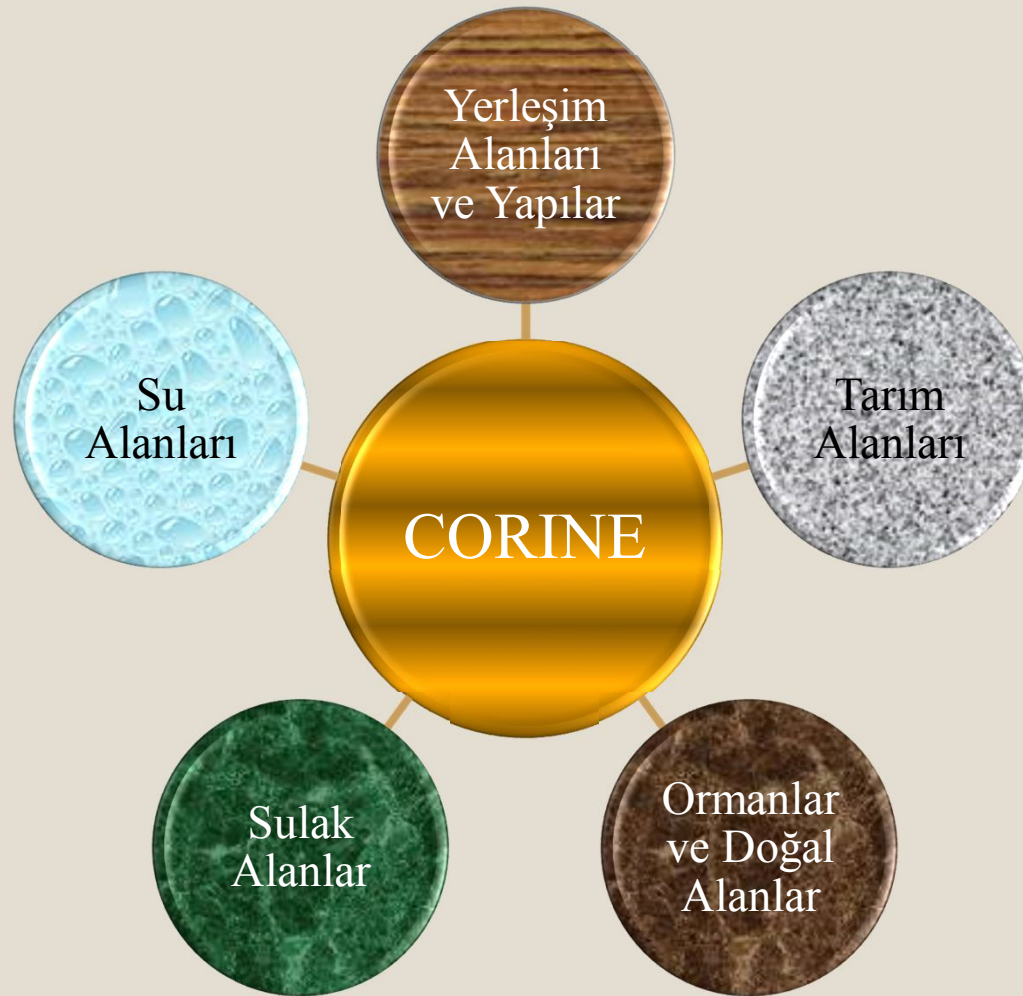 Yerleşim
Alanları
ve Yapılar
Su
Alanları
Tarım
Alanları
CORINE
Sulak
Alanlar
Ormanlar
ve Doğal
Alanlar